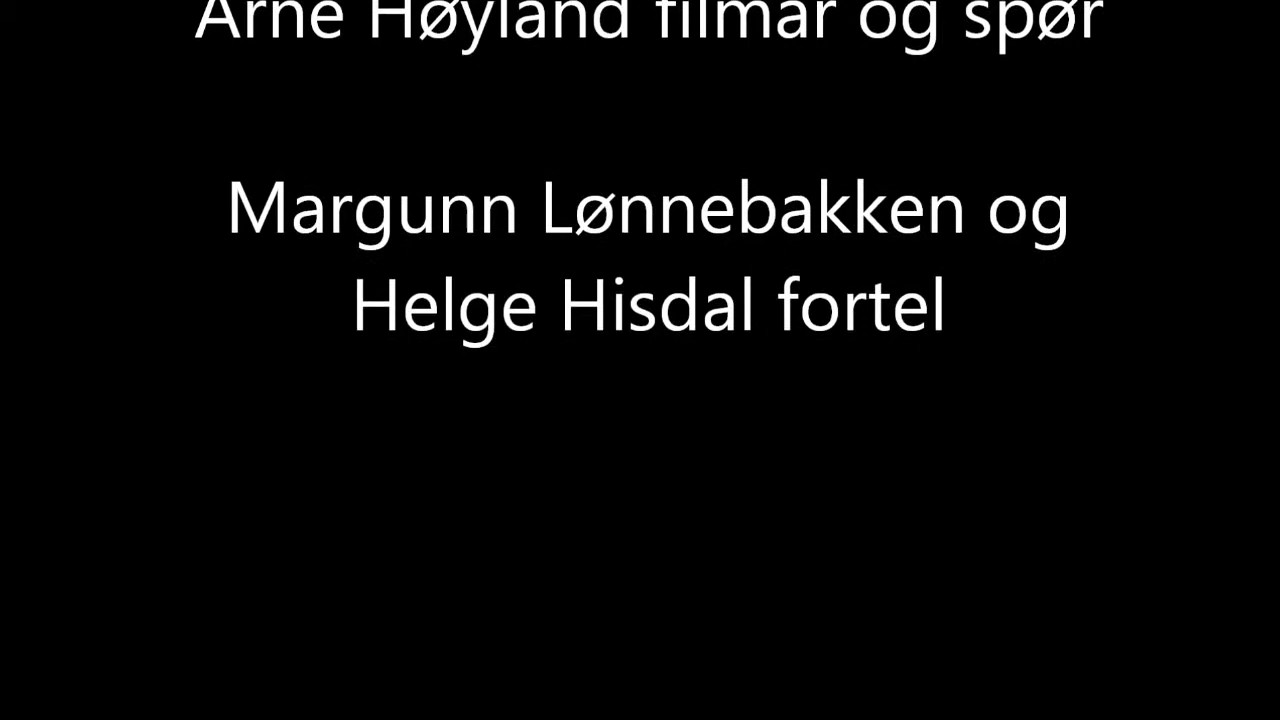 Arne Høyland filmar og spør
Margunn Lønnebakken og
Helge Hisdal fortel